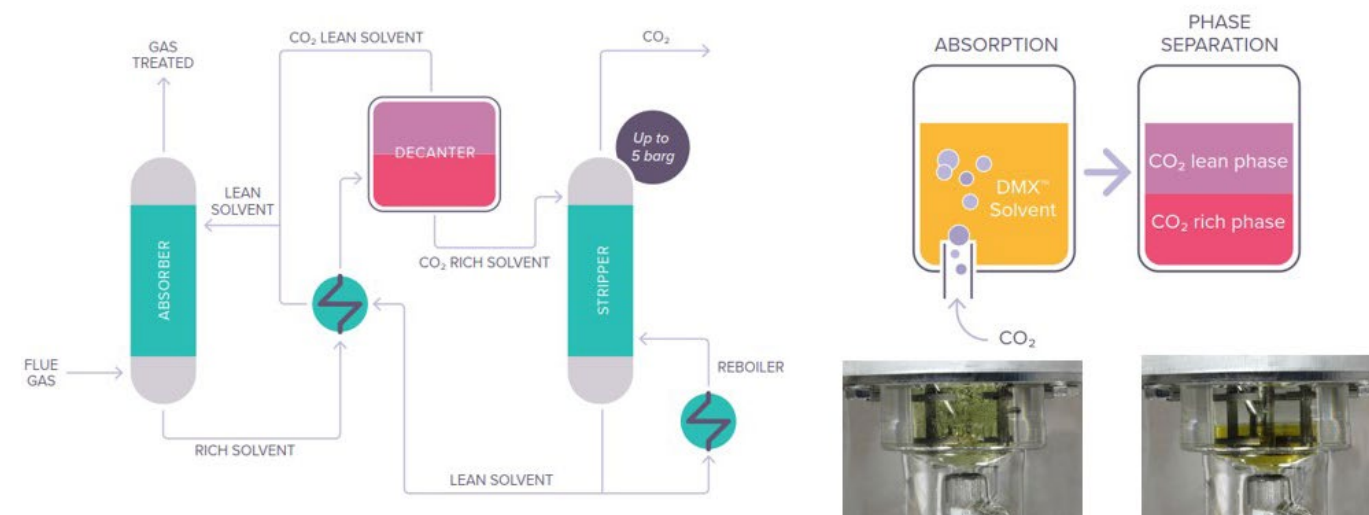 CO₂ LEAN SOLVENT
GAS
TREATED
CO₂
Up to
5 barg
DECANTER
LEAN
SOLVENT
ABSORBER
CO₂ RICH SOLVENT
STRIPPER
FLUE
GAS
REBOILER
RICH SOLVENT
LEAN SOLVENT
ABSORPTION
PHASE
SEPARATION
DMX™
Solvent
CO₂ lean phase
CO₂ rich phase
CO₂